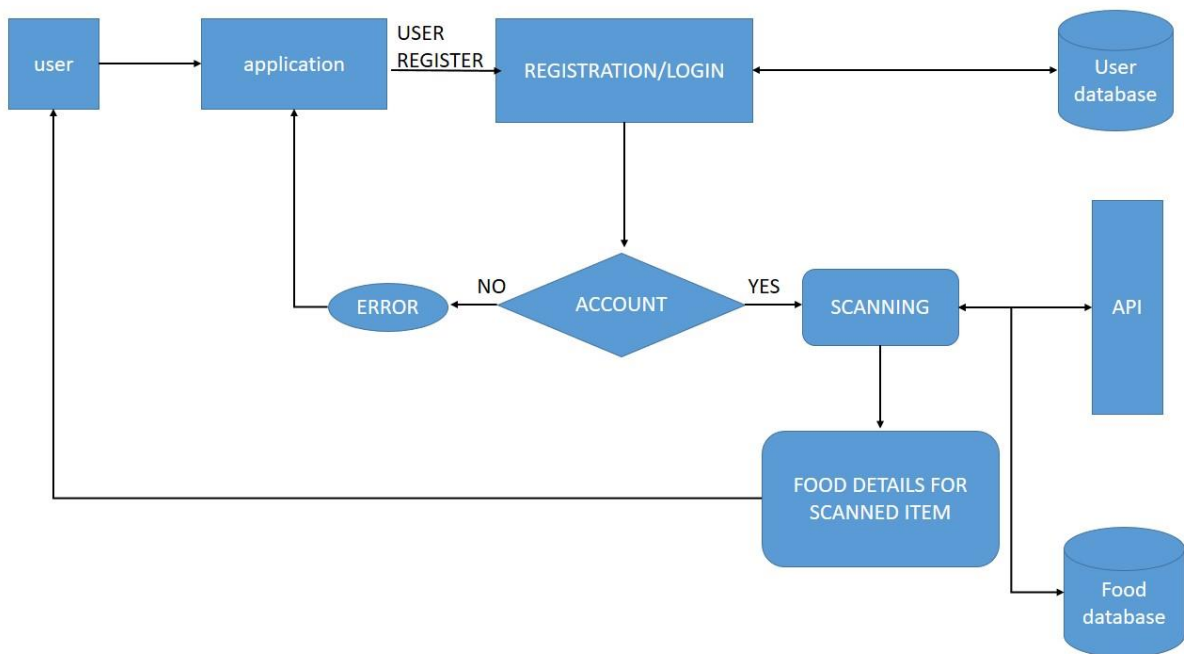 USER
REGISTER
user
application
REGISTRATION/LOGIN
User
database
NO
YES
ERROR
ACCOUNT
SCANNING
API
FOOD DETAILS FOR
SCANNED ITEM
Food
database